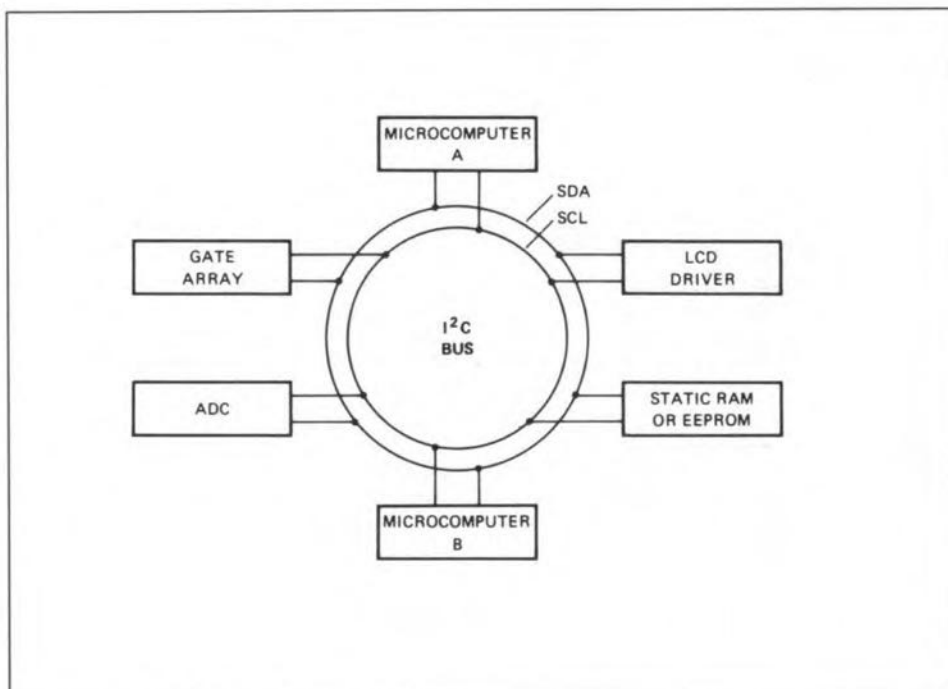 MICROCOMPUTER
A
SDA
SCL
GATE
ARRAY
LCD
DRIVER
I²C
BUS
ADC
STATIC RAM
OR EEPROM
MICROCOMPUTER
B